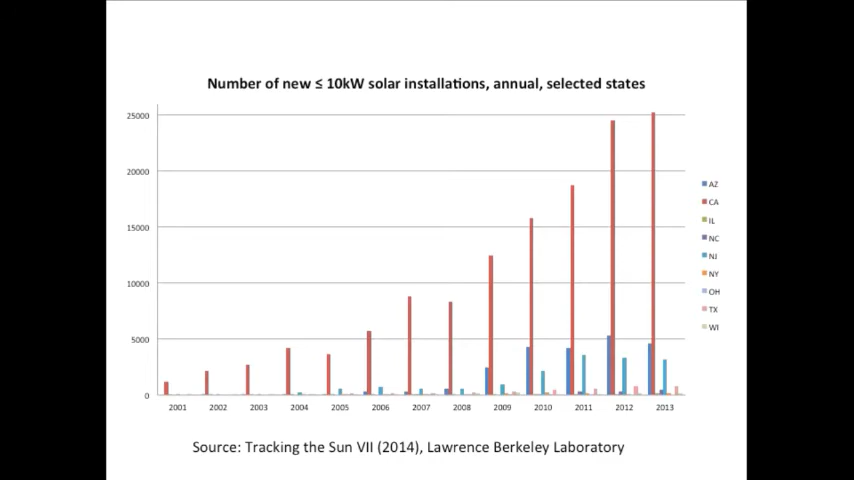 Number of new ≤ 10kW solar installations, annual, selected states
25000
20000
15000
10000
5000
0
2001 2002 2003 2004 2005 2006 2007 2008 2009 2010 2011 2012 2013
AZ
CA
IL
NC
NJ
NY
OH
TX
WI
Source: Tracking the Sun VII (2014), Lawrence Berkeley Laboratory